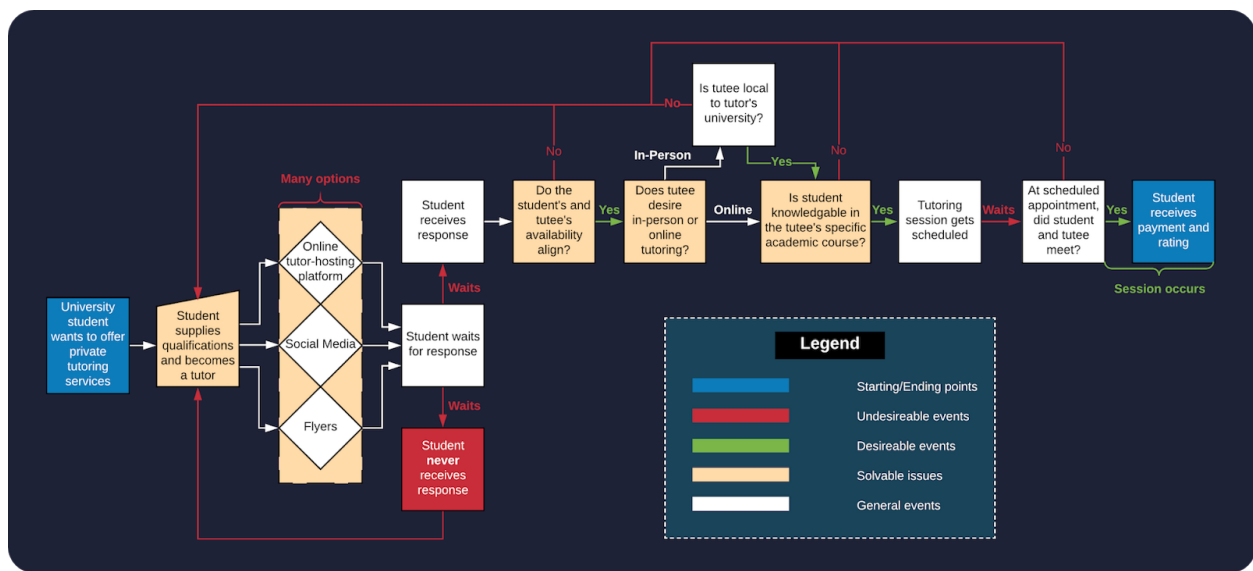 Is tutee local
to tutor's
university?
No
No
No
No
In-Person
Yes
Many options
Student
receives
response
Do the
student's and
tutee's
availability
align?
Yes
Does tutee
desire
in-person or
online
tutoring?
Online
Is student
knowledgable in
the tutee's specific
academic course?
Yes
Tutoring
session gets
scheduled
Waits
At scheduled
appointment,
did student
and tutee
meet?
Yes
Student
receives
payment and
rating
Session occurs
Online
tutor-hosting
platform
Waits
University
student
wants to offer
private
tutoring
services
Student
supplies
qualifications
and becomes
a tutor
Social Media
Student waits
for response
Waits
Flyers
Student
never
receives
response
Legend
Starting/Ending points
Undesireable events
Desireable events
Solvable issues
General events